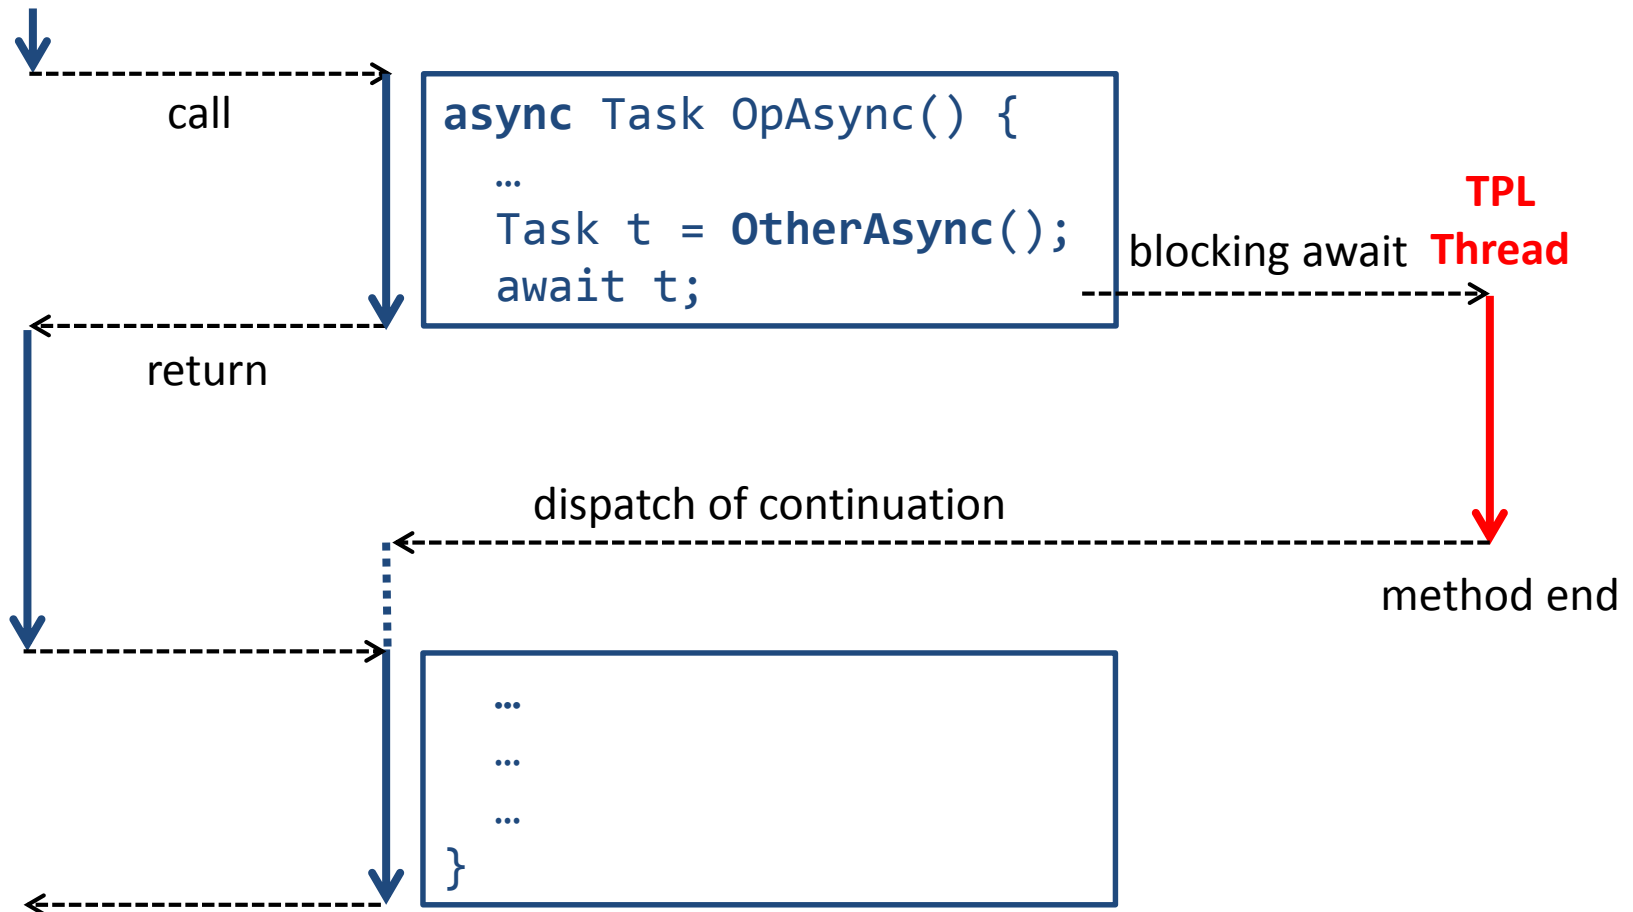 call
async Task OpAsync() {
…
Task t = OtherAsync();
await t;
blocking await
TPL
Thread
return
dispatch of continuation
method end
…
…
…
}